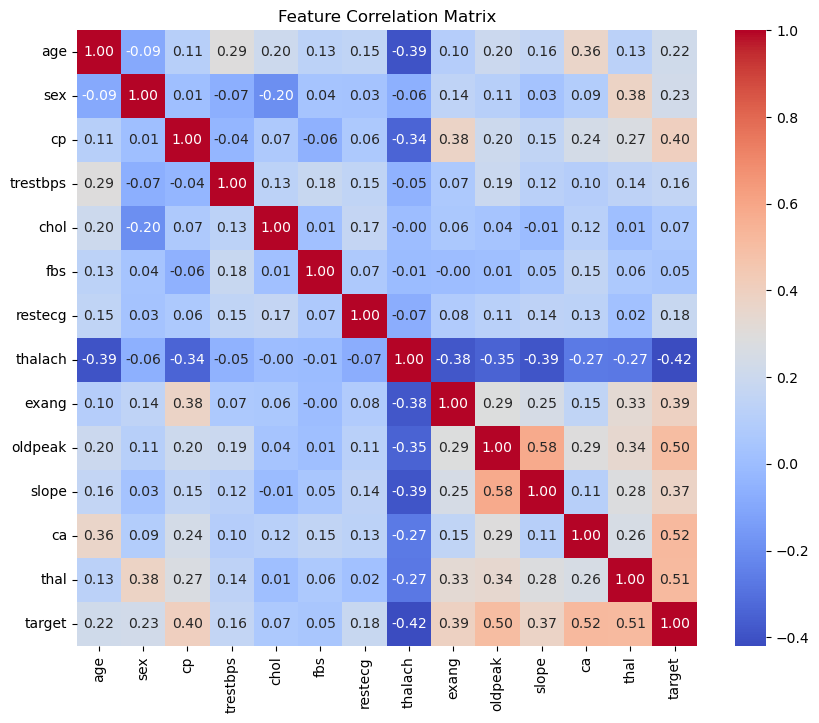 Feature Correlation Matrix
age 1.00 -0.09 0.11 0.29 0.20 0.13 0.15 -0.39 0.10 0.20 0.16 0.36 0.13 0.22
sex -0.09 1.00 0.01 -0.07 -0.20 0.04 0.03 -0.06 0.14 0.11 0.03 0.09 0.38 0.23
cp 0.11 0.01 1.00 -0.04 0.07 -0.06 0.06 -0.34 0.38 0.20 0.15 0.24 0.27 0.40
trestbps 0.29 -0.07 -0.04 1.00 0.13 0.18 0.15 -0.05 0.07 0.19 0.12 0.10 0.14 0.16
chol 0.20 -0.20 0.07 0.13 1.00 0.01 0.17 -0.00 0.06 0.04 -0.01 0.12 0.01 0.07
fbs 0.13 0.04 -0.06 0.18 0.01 1.00 0.07 -0.01 -0.00 0.01 0.05 0.15 0.06 0.05
restecg 0.15 0.03 0.06 0.15 0.17 0.07 1.00 -0.07 0.08 0.11 0.14 0.13 0.02 0.18
thalach -0.39 -0.06 -0.34 -0.05 -0.00 -0.01 -0.07 1.00 -0.38 -0.35 -0.39 -0.27 -0.27 -0.42
exang 0.10 0.14 0.38 0.07 0.06 -0.00 0.08 -0.38 1.00 0.29 0.25 0.15 0.33 0.39
oldpeak 0.20 0.11 0.20 0.19 0.04 0.01 0.11 -0.35 0.29 1.00 0.58 0.29 0.34 0.50
slope 0.16 0.03 0.15 0.12 -0.01 0.05 0.14 -0.39 0.25 0.58 1.00 0.11 0.28 0.37
ca 0.36 0.09 0.24 0.10 0.12 0.15 0.13 -0.27 0.15 0.29 0.11 1.00 0.26 0.52
thal 0.13 0.38 0.27 0.14 0.01 0.06 0.02 -0.27 0.33 0.34 0.28 0.26 1.00 0.51
target 0.22 0.23 0.40 0.16 0.07 0.05 0.18 -0.42 0.39 0.50 0.37 0.52 0.51 1.00
age sex cp trestbps chol fbs restecg thalach exang oldpeak slope ca thal target
1.0
0.8
0.6
0.4
0.2
0.0
−0.2
−0.4